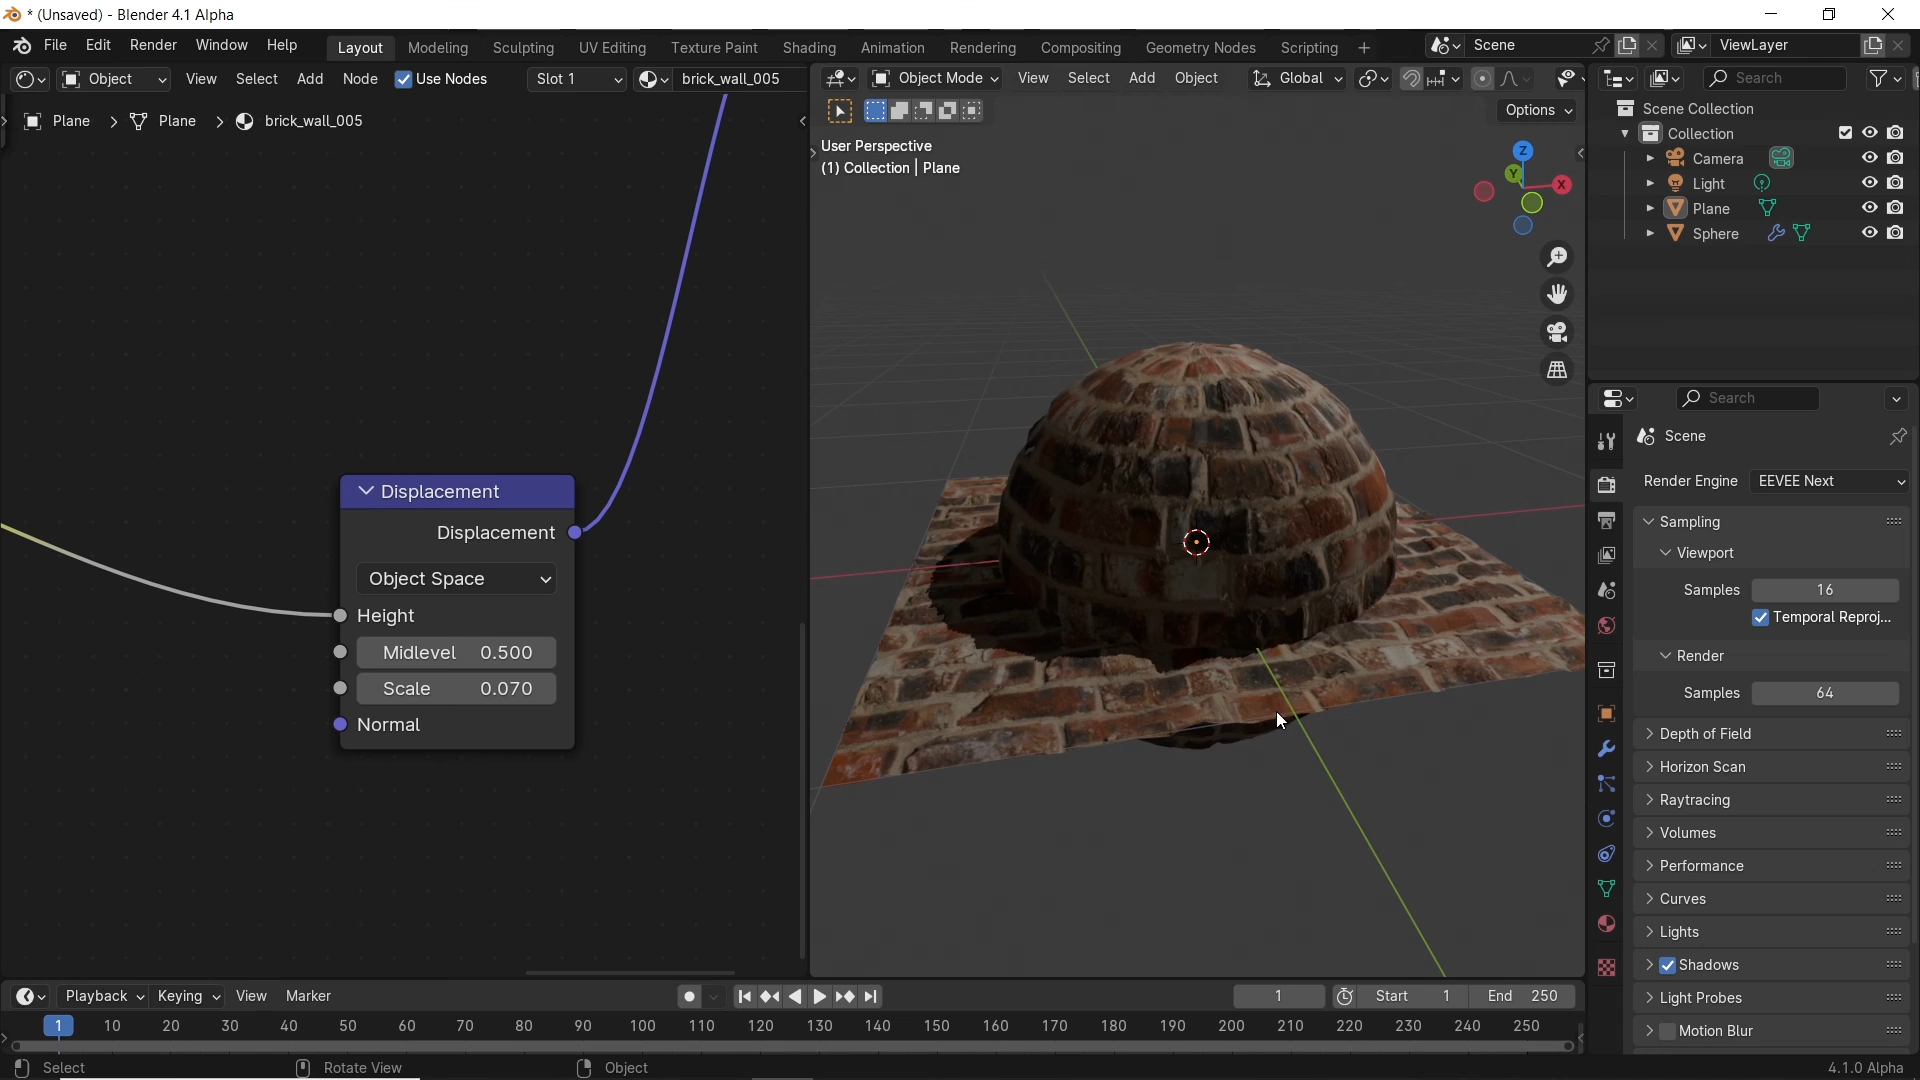 * (Unsaved) - Blender 4.1 Alpha
File Edit Render Window Help Layout Modeling Sculpting UV Editing Texture Paint Shading Animation Rendering Compositing Geometry Nodes Scripting + Scene ViewLayer
Object View Select Add Node Use Nodes Slot 1 brick_wall_005
Plane > Plane > brick_wall_005
Object Mode View Select Add Object Global
Options
User Perspective
(1) Collection | Plane
Z
Y X
Displacement
Displacement
Object Space
Height
Midlevel 0.500
Scale 0.070
Normal
Search
Scene Collection
Collection
Camera
Light
Plane
Sphere
Search
Scene
Render Engine EEVEE Next
Sampling
Viewport
Samples 16
Temporal Reproj...
Render
Samples 64
Depth of Field
Horizon Scan
Raytracing
Volumes
Performance
Curves
Lights
Shadows
Light Probes
Motion Blur
Playback Keying View Marker 1 Start 1 End 250
1 10 20 30 40 50 60 70 80 90 100 110 120 130 140 150 160 170 180 190 200 210 220 230 240 250
Select Rotate View Object 4.1.0 Alpha